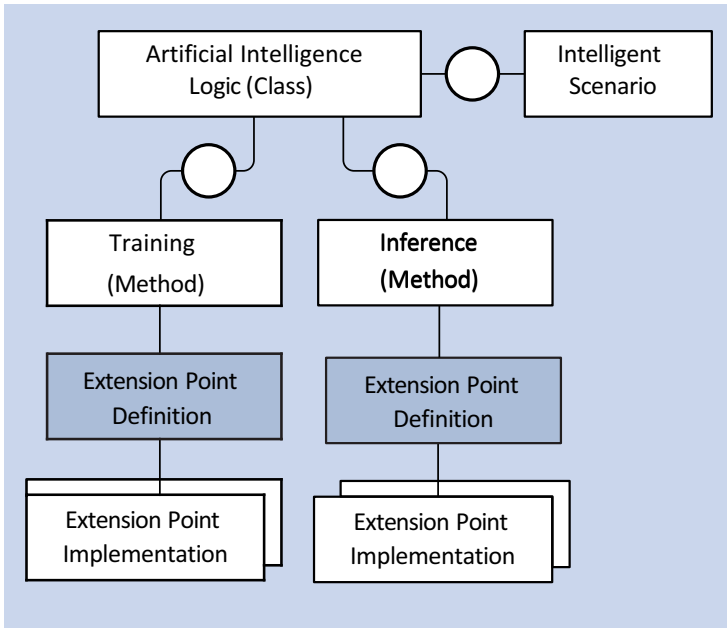 Artificial Intelligence
Logic (Class)
Intelligent
Scenario
Training
(Method)
Inference
(Method)
Extension Point
Definition
Extension Point
Definition
Extension Point
Implementation
Extension Point
Implementation